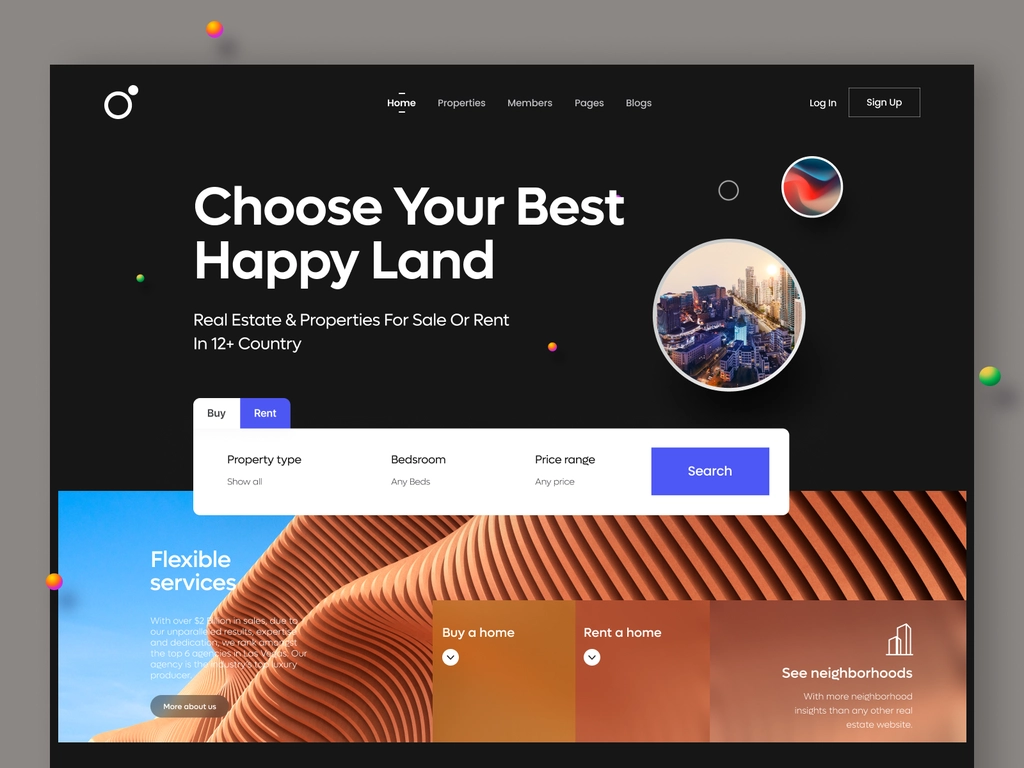 Home Properties Members Pages Blogs
Log In Sign Up
Choose Your Best
Happy Land
Real Estate & Properties For Sale Or Rent
In 12+ Country
Buy Rent
Property type Bedsroom Price range
Show all Any Beds Any price
Search
Flexible
services
With over $2 Billion in sales, due to
our unparalleled results, expertise
and dedication, we rank amongst
the top 6 agencies in Las Vegas. Our
agency is the industry's top luxury
producer.
More about us
Buy a home
Rent a home
See neighborhoods
With more neighborhood
insights than any other real
estate website.